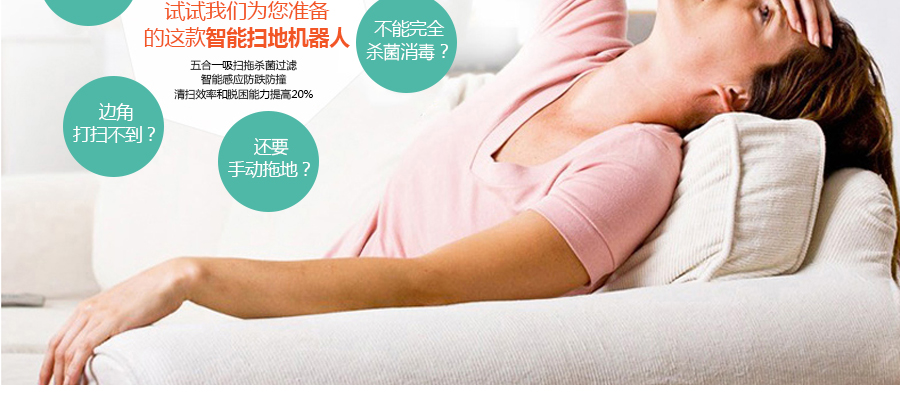 试试我们为您准备
的这款智能扫地机器人
五合一吸扫拖杀菌过滤
智能感应防跌防撞
清扫效率和脱困能力提高20%
不能完全
杀菌消毒？
边角
打扫不到？
还要
手动拖地？